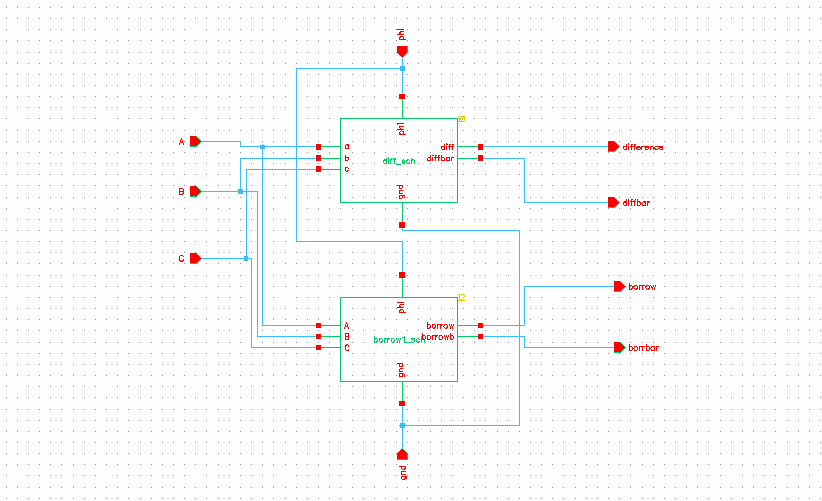 phi
I0
phi
A
a
diff
difference
b
diff_sch
diffbar
c
B
gnd
diffbar
C
I2
phi
borrow
A
borrow
B
borrow1_sch
borrowb
C
borrbar
gnd
gnd